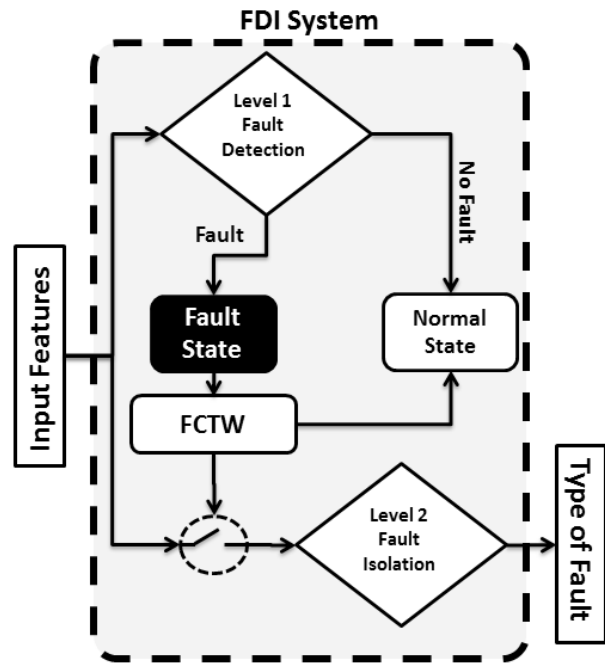 FDI System
Level 1
Fault
Detection
No Fault
Fault
Fault
State
Normal
State
Input Features
FCTW
Level 2
Fault
Isolation
Type of Fault